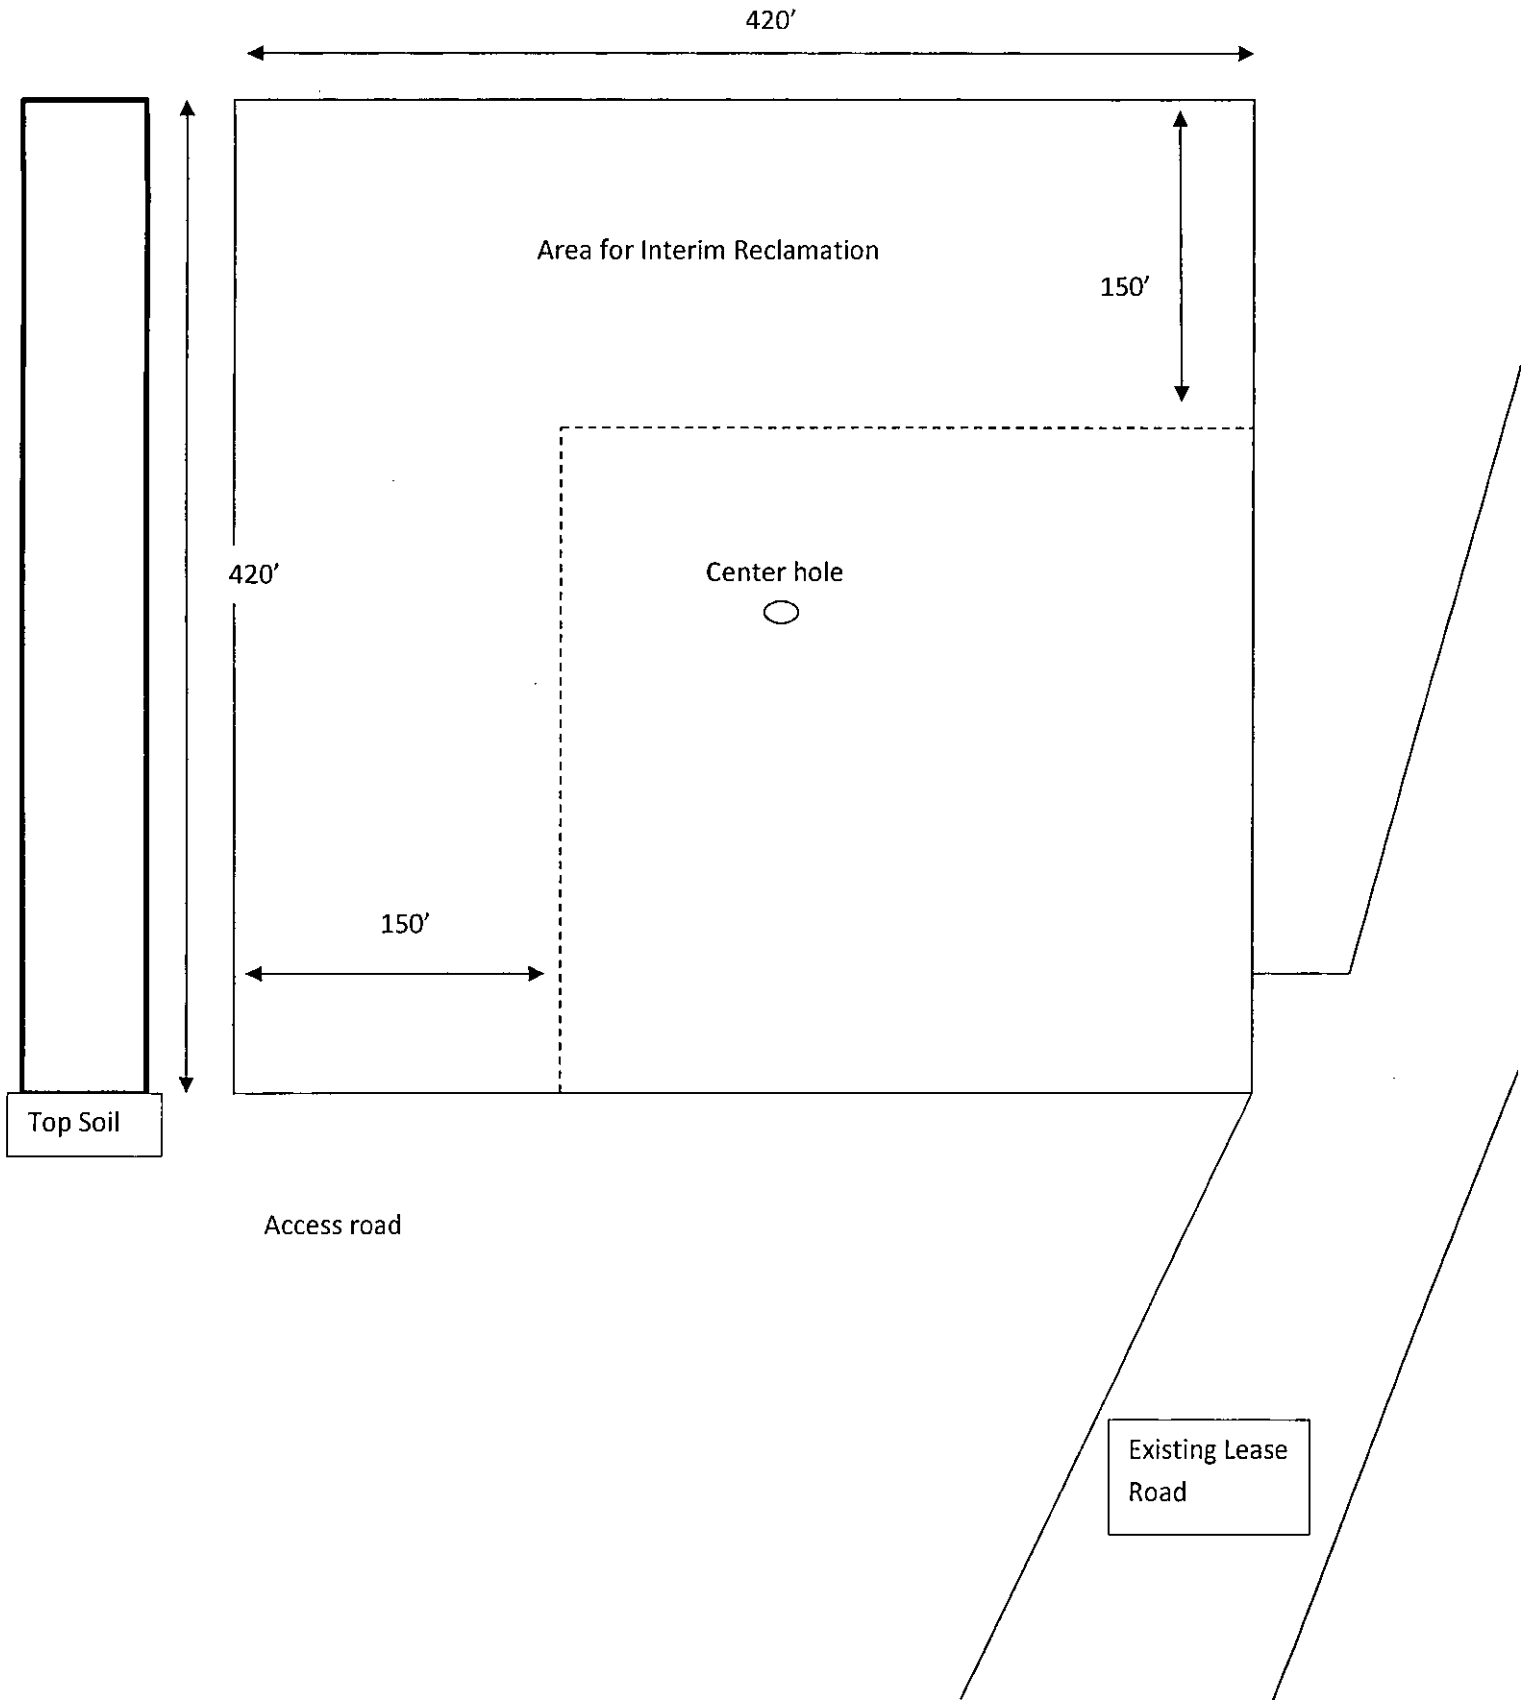 420’
Area for Interim Reclamation
150’
420’
Center hole
150’
Top Soil
Access road
Existing Lease
Road